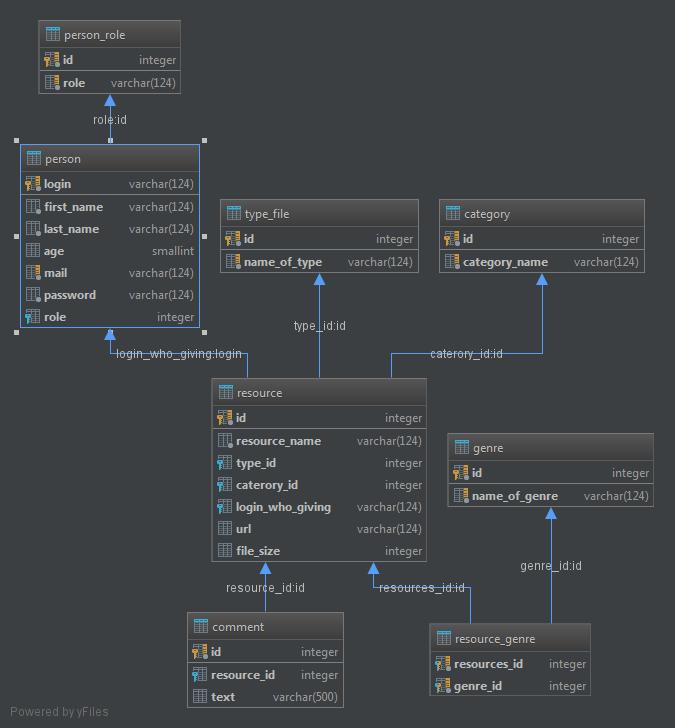 person_role
id integer
role varchar(124)
role:id
person
login varchar(124)
first_name varchar(124)
last_name varchar(124)
age smallint
mail varchar(124)
password varchar(124)
role integer
type_file
id integer
name_of_type varchar(124)
category
id integer
category_name varchar(124)
type_id:id
login_who_giving:login
caterory_id:id
resource
id integer
resource_name varchar(124)
type_id integer
caterory_id integer
login_who_giving varchar(124)
url varchar(124)
file_size integer
genre
id integer
name_of_genre varchar(124)
genre_id:id
resource_id:id
resources_id:id
comment
id integer
resource_id integer
text varchar(500)
resource_genre
resources_id integer
genre_id integer
Powered by yFiles